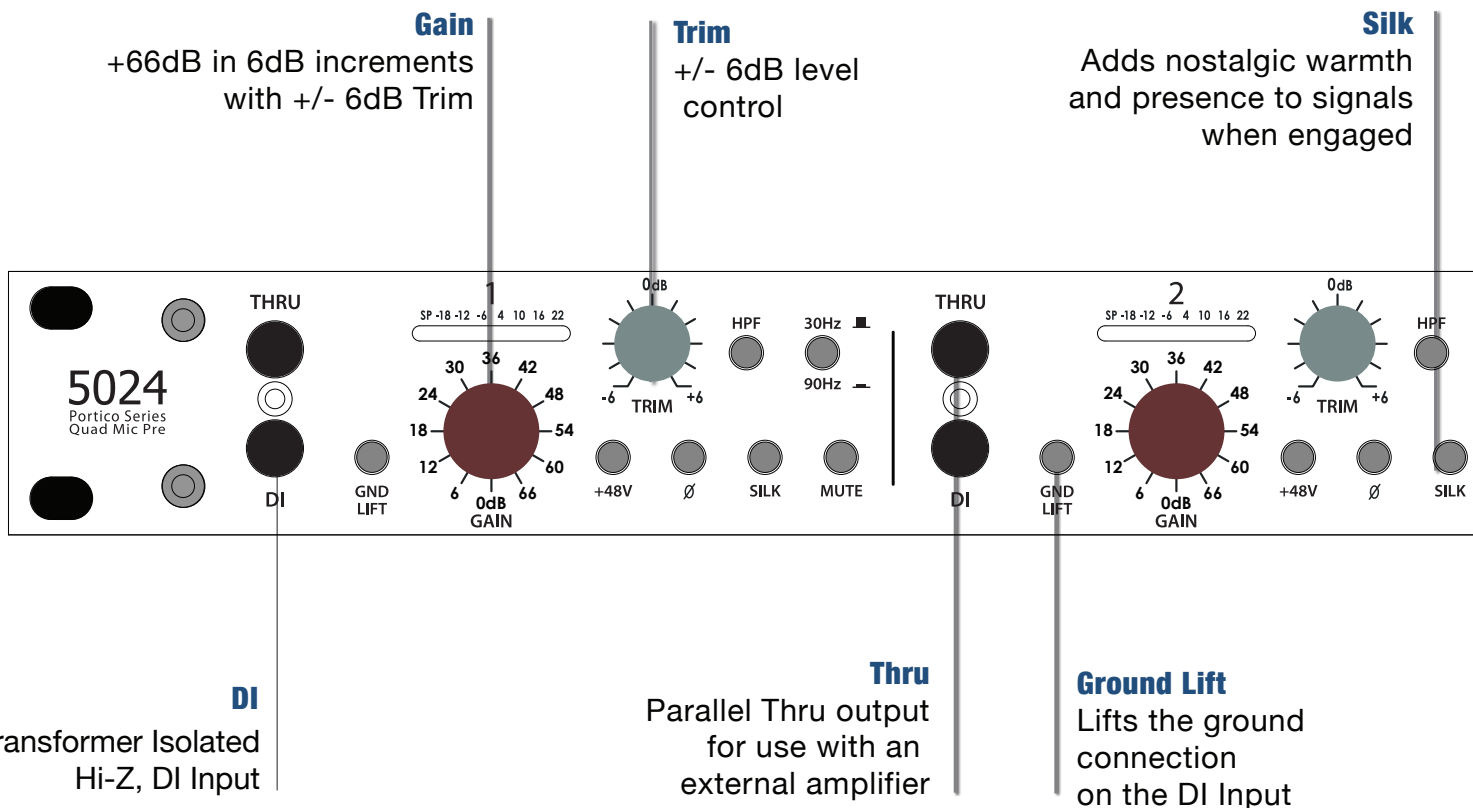 Gain
+66dB in 6dB increments
with +/- 6dB Trim
Trim
+/- 6dB level
control
Silk
Adds nostalgic warmth
and presence to signals
when engaged
5024
Portico Series
Quad Mic Pre
THRU
DI
GND
LIFT
1
SP -18 -12 -6 4 10 16 22
0dB 6 12 18 24 30 36 42 48 54 60 66
GAIN
0dB
-6 +6
TRIM
HPF
30Hz
90Hz
+48V
Ø
SILK
MUTE
THRU
DI
GND
LIFT
2
SP -18 -12 -6 4 10 16 22
0dB 6 12 18 24 30 36 42 48 54 60 66
GAIN
0dB
-6 +6
TRIM
HPF
+48V
Ø
SILK
DI
ransformer Isolated
Hi-Z, DI Input
Thru
Parallel Thru output
for use with an
external amplifier
Ground Lift
Lifts the ground
connection
on the DI Input